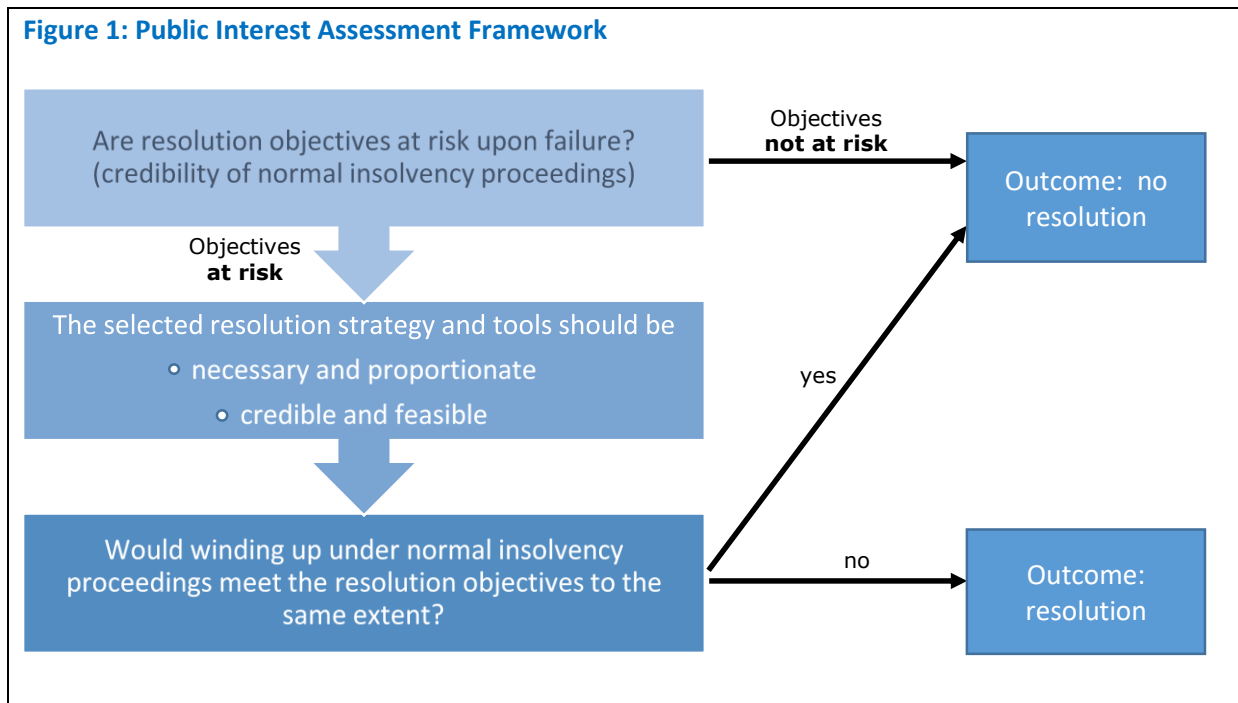 Figure 1: Public Interest Assessment Framework
Are resolution objectives at risk upon failure?
(credibility of normal insolvency proceedings)
Objectives
not at risk
Outcome: no
resolution
Objectives
at risk
The selected resolution strategy and tools should be
necessary and proportionate
credible and feasible
yes
Would winding up under normal insolvency
proceedings meet the resolution objectives to the
same extent?
no
Outcome:
resolution